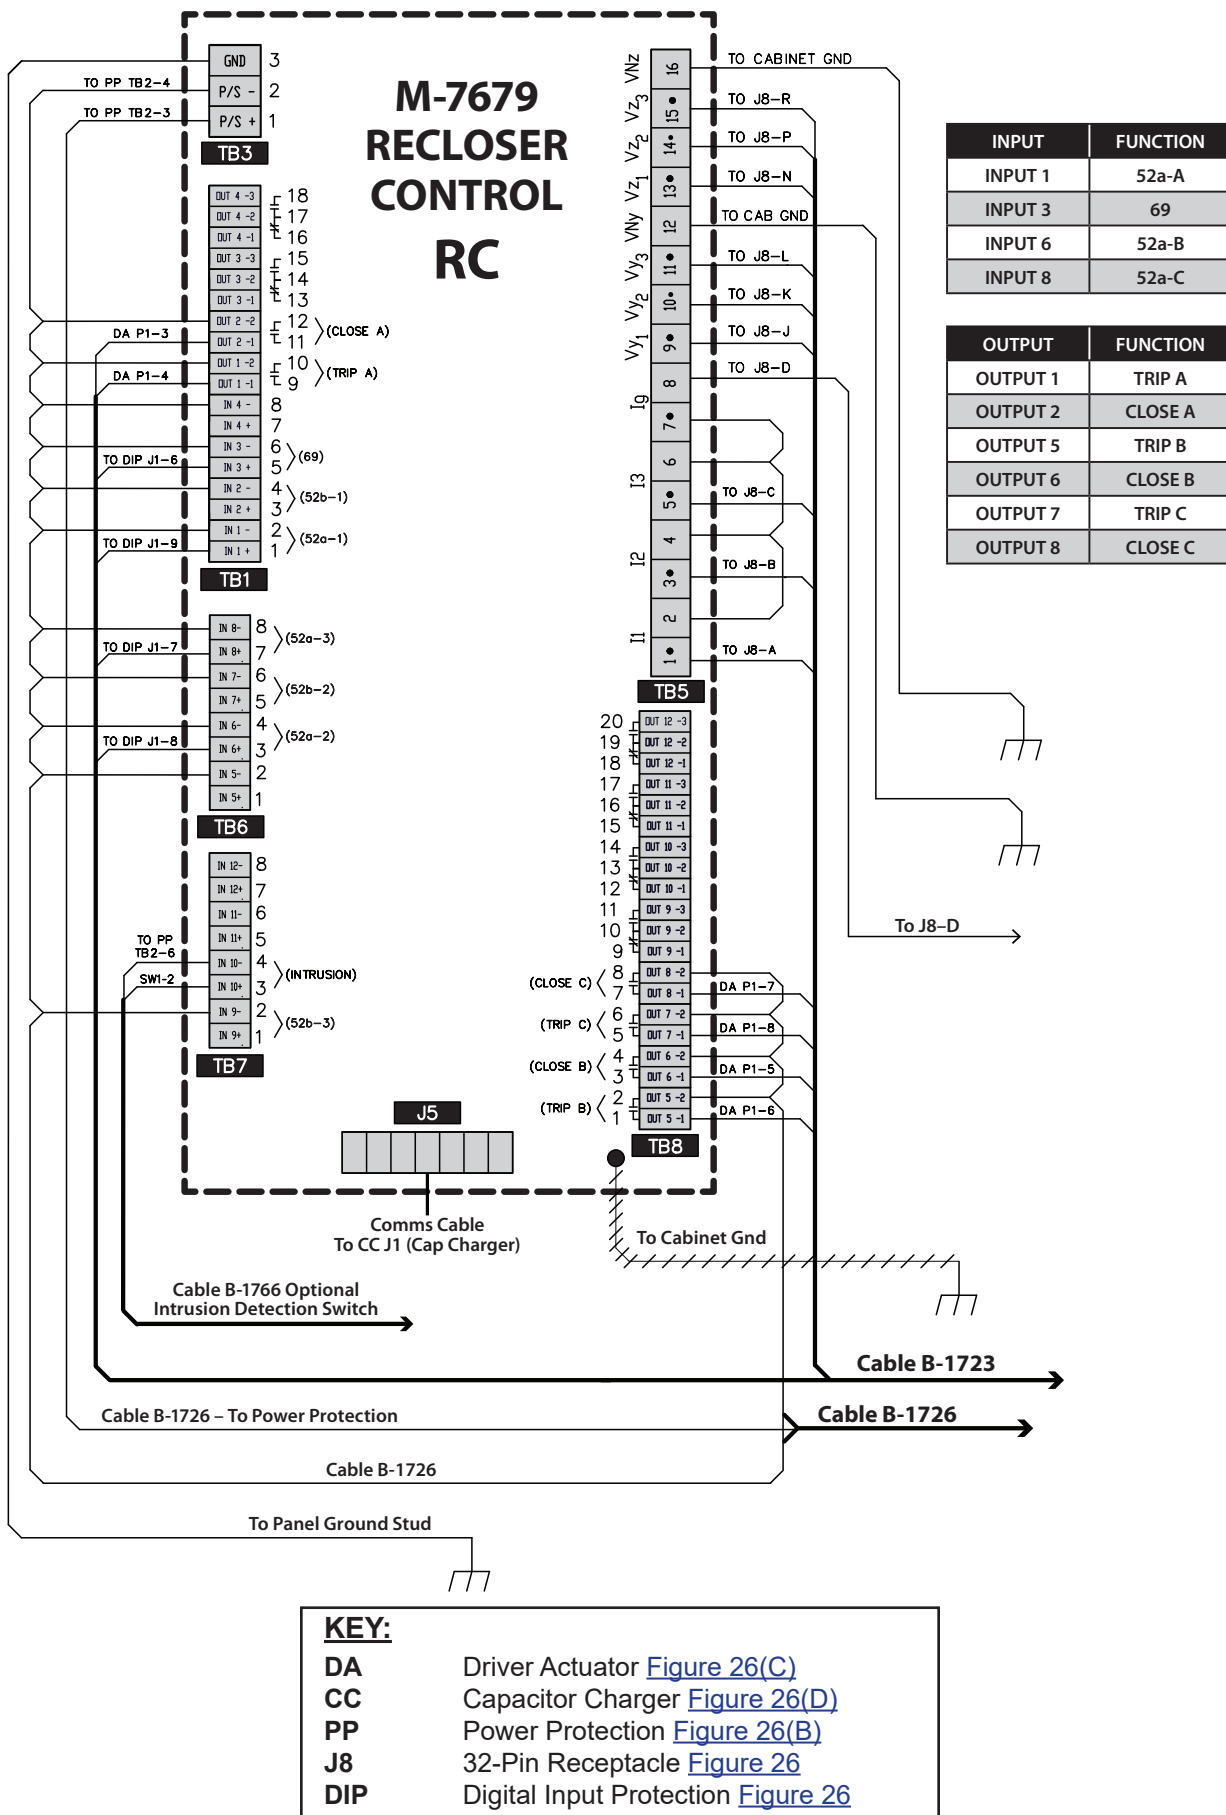 M-7679
RECLOSER
CONTROL
RC
GND 3
TO PP TB2-4 P/S - 2
TO PP TB2-3 P/S + 1
TB3
OUT 4 -3 18
OUT 4 -2 17
OUT 4 -1 16
OUT 3 -3 15
OUT 3 -2 14
OUT 3 -1 13
OUT 2 -2 12
DA P1-3 OUT 2 -1 11 (CLOSE A)
OUT 1 -2 10
DA P1-4 OUT 1 -1 9 (TRIP A)
IN 4 - 8
IN 4 + 7
IN 3 - 6
TO DIP J1-6 IN 3 + 5 (69)
IN 2 - 4
IN 2 + 3 (52b-1)
IN 1 - 2
TO DIP J1-9 IN 1 + 1 (52a-1)
TB1
IN 8- 8
TO DIP J1-7 IN 8+ 7 (52a-3)
IN 7- 6
IN 7+ 5 (52b-2)
IN 6- 4
TO DIP J1-8 IN 6+ 3 (52a-2)
IN 5- 2
IN 5+ 1
TB6
IN 12- 8
IN 12+ 7
IN 11- 6
IN 11+ 5
TO PP
TB2-6 IN 10- 4
SW1-2 IN 10+ 3 (INTRUSION)
IN 9- 2
IN 9+ 1 (52b-3)
TB7
VNz 16 TO CABINET GND
Vz3 15 TO J8-R
Vz2 14 TO J8-P
Vz1 13 TO J8-N
VNy 12 TO CAB GND
Vy3 11 TO J8-L
Vy2 10 TO J8-K
Vy1 9 TO J8-J
8 TO J8-D
Ig
7
6
I3
5 TO J8-C
4
I2
3 TO J8-B
2
I1
1 TO J8-A
TB5
20 OUT 12 -3
19 OUT 12 -2
18 OUT 12 -1
17 OUT 11 -3
16 OUT 11 -2
15 OUT 11 -1
14 OUT 10 -3
13 OUT 10 -2
12 OUT 10 -1
11 OUT 9 -3
10 OUT 9 -2
9 OUT 9 -1
(CLOSE C) 8 OUT 8 -2
7 OUT 8 -1 DA P1-7
(TRIP C) 6 OUT 7 -2
5 OUT 7 -1 DA P1-8
(CLOSE B) 4 OUT 6 -2
3 OUT 6 -1 DA P1-5
(TRIP B) 2 OUT 5 -2
1 OUT 5 -1 DA P1-6
TB8
INPUT FUNCTION
INPUT 1 52a-A
INPUT 3 69
INPUT 6 52a-B
INPUT 8 52a-C
OUTPUT FUNCTION
OUTPUT 1 TRIP A
OUTPUT 2 CLOSE A
OUTPUT 5 TRIP B
OUTPUT 6 CLOSE B
OUTPUT 7 TRIP C
OUTPUT 8 CLOSE C
To J8–D
J5
Comms Cable
To CC J1 (Cap Charger)
To Cabinet Gnd
Cable B-1766 Optional
Intrusion Detection Switch
Cable B-1723
Cable B-1726 – To Power Protection
Cable B-1726
Cable B-1726
To Panel Ground Stud
KEY:
DA Driver Actuator Figure 26(C)
CC Capacitor Charger Figure 26(D)
PP Power Protection Figure 26(B)
J8 32-Pin Receptacle Figure 26
DIP Digital Input Protection Figure 26